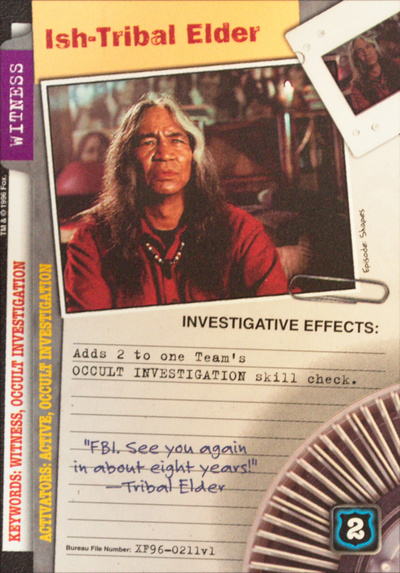 Ish-Tribal Elder
WITNESS
TM & © 1996 Fox.
Episode: Shapes
KEYWORDS: WITNESS, OCCULT INVESTIGATION
ACTIVATORS: ACTIVE, OCCULT INVESTIGATION
INVESTIGATIVE EFFECTS:
Adds 2 to one Team's
OCCULT INVESTIGATION skill check.
"FBI. See you again
in about eight years!"
—Tribal Elder
Bureau File Number: XF96-0211v1
2